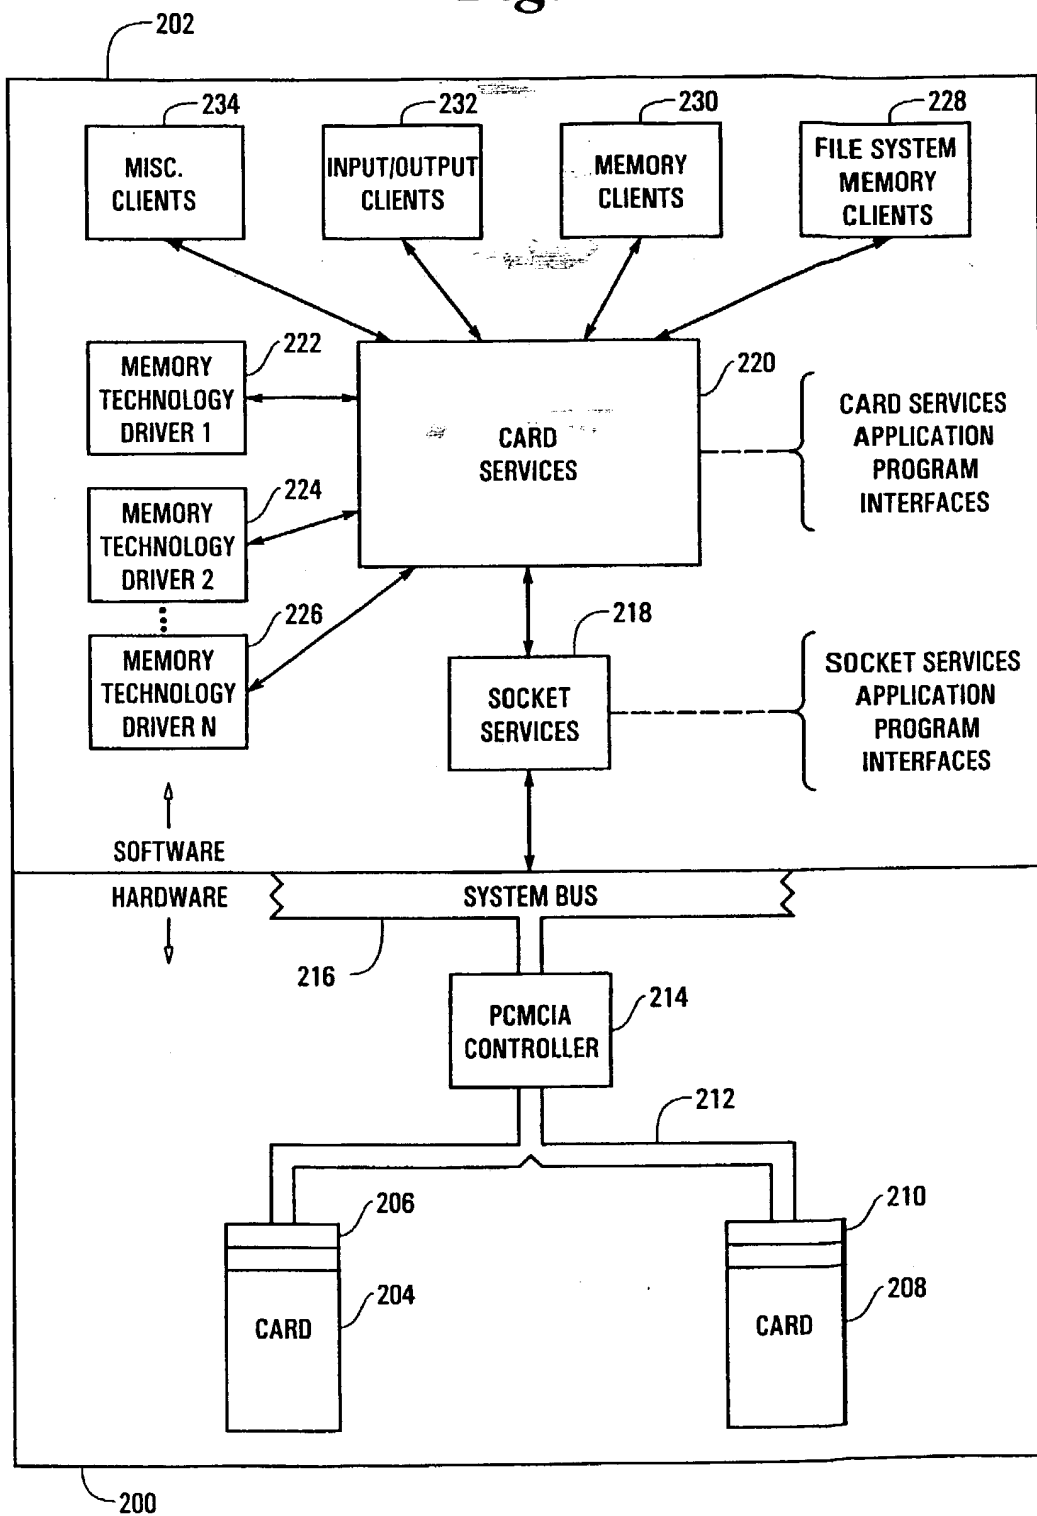 202
234
232
230
228
MISC.
CLIENTS
INPUT/OUTPUT
CLIENTS
MEMORY
CLIENTS
FILE SYSTEM
MEMORY
CLIENTS
222
MEMORY
TECHNOLOGY
DRIVER 1
220
CARD
SERVICES
CARD SERVICES
APPLICATION
PROGRAM
INTERFACES
224
MEMORY
TECHNOLOGY
DRIVER 2
226
MEMORY
TECHNOLOGY
DRIVER N
218
SOCKET
SERVICES
SOCKET SERVICES
APPLICATION
PROGRAM
INTERFACES
SOFTWARE
HARDWARE
SYSTEM BUS
216
214
PCMCIA
CONTROLLER
212
206
210
204
208
CARD
CARD
200